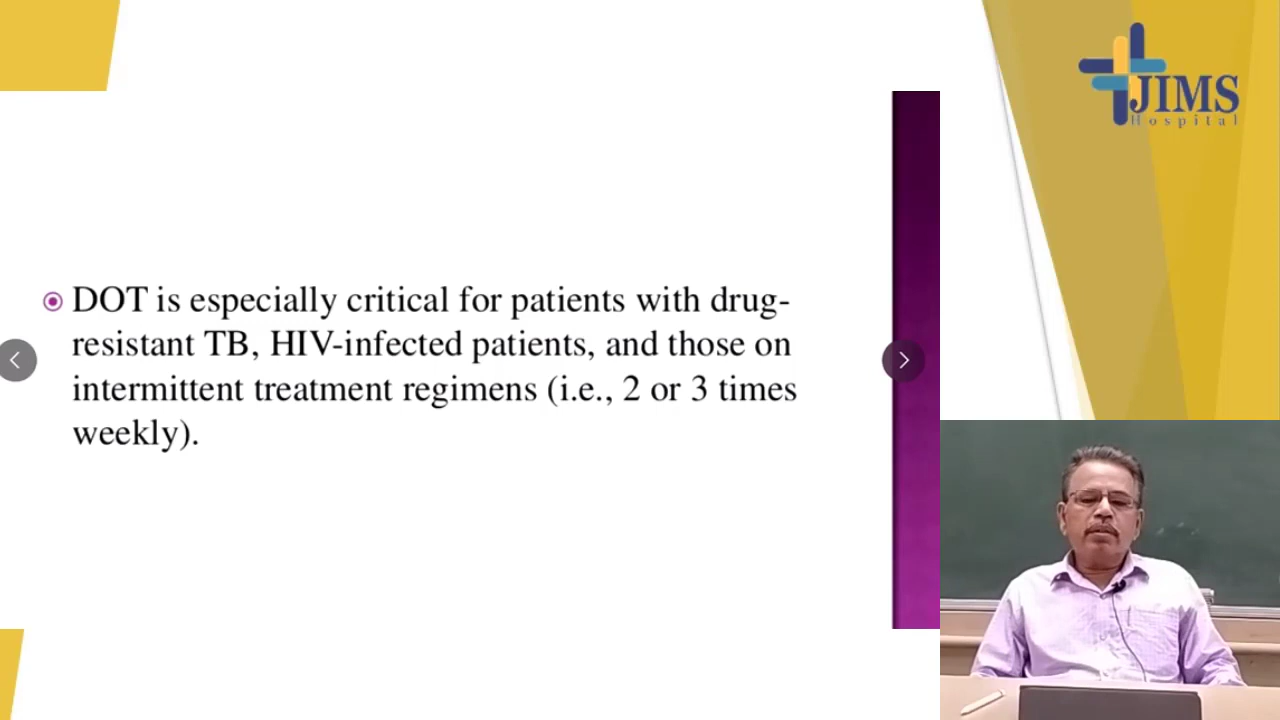 JIMS
Hospital
DOT is especially critical for patients with drug-
resistant TB, HIV-infected patients, and those on
intermittent treatment regimens (i.e., 2 or 3 times
weekly).